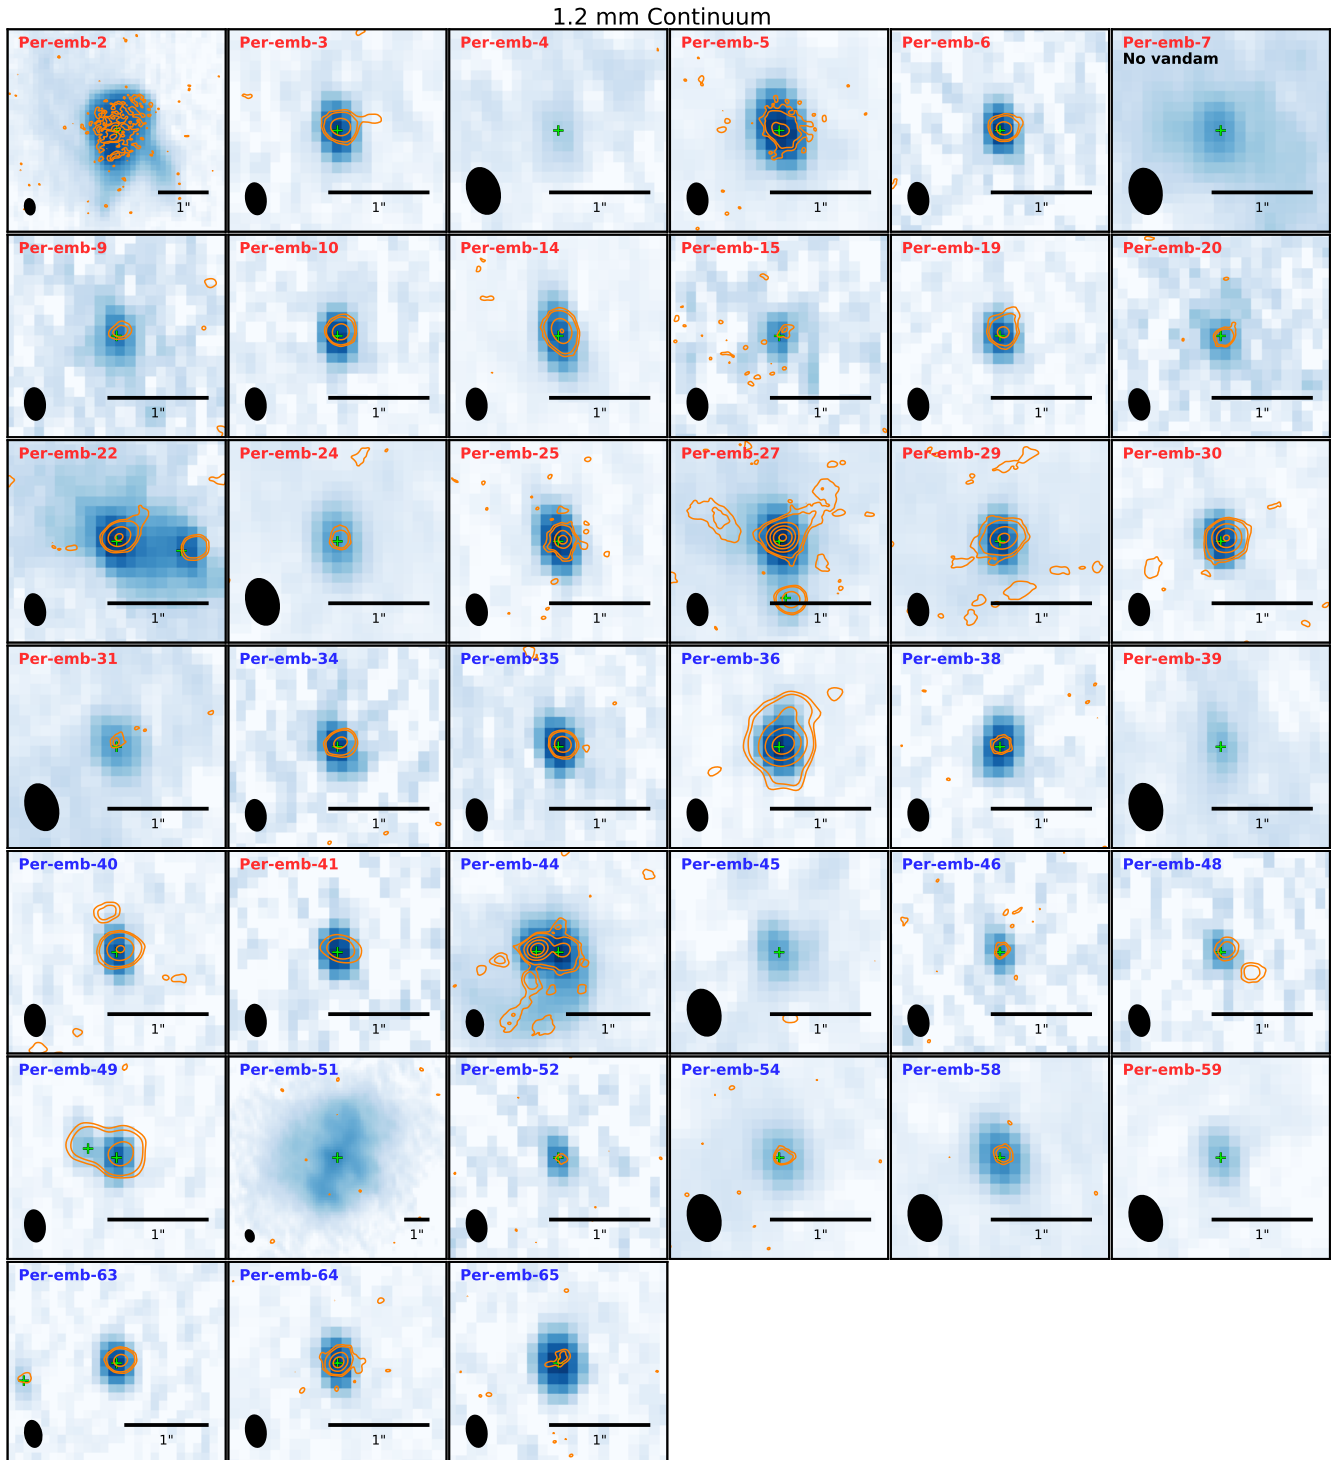 1.2 mm Continuum
Per-emb-2
1"
Per-emb-3
1"
Per-emb-4
1"
Per-emb-5
1"
Per-emb-6
1"
Per-emb-7
No vandam
1"
Per-emb-9
1"
Per-emb-10
1"
Per-emb-14
1"
Per-emb-15
1"
Per-emb-19
1"
Per-emb-20
1"
Per-emb-22
1"
Per-emb-24
1"
Per-emb-25
1"
Per-emb-27
1"
Per-emb-29
1"
Per-emb-30
1"
Per-emb-31
1"
Per-emb-34
1"
Per-emb-35
1"
Per-emb-36
1"
Per-emb-38
1"
Per-emb-39
1"
Per-emb-40
1"
Per-emb-41
1"
Per-emb-44
1"
Per-emb-45
1"
Per-emb-46
1"
Per-emb-48
1"
Per-emb-49
1"
Per-emb-51
1"
Per-emb-52
1"
Per-emb-54
1"
Per-emb-58
1"
Per-emb-59
1"
Per-emb-63
1"
Per-emb-64
1"
Per-emb-65
1"